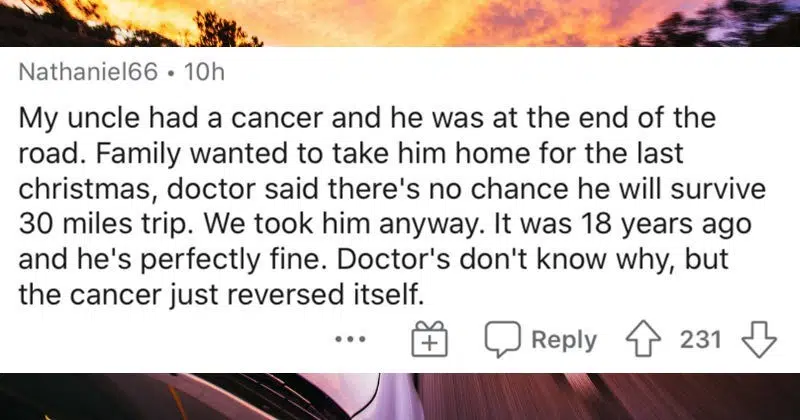 Nathaniel66 • 10h
My uncle had a cancer and he was at the end of the
road. Family wanted to take him home for the last
christmas, doctor said there's no chance he will survive
30 miles trip. We took him anyway. It was 18 years ago
and he's perfectly fine. Doctor's don't know why, but
the cancer just reversed itself.
Reply 231